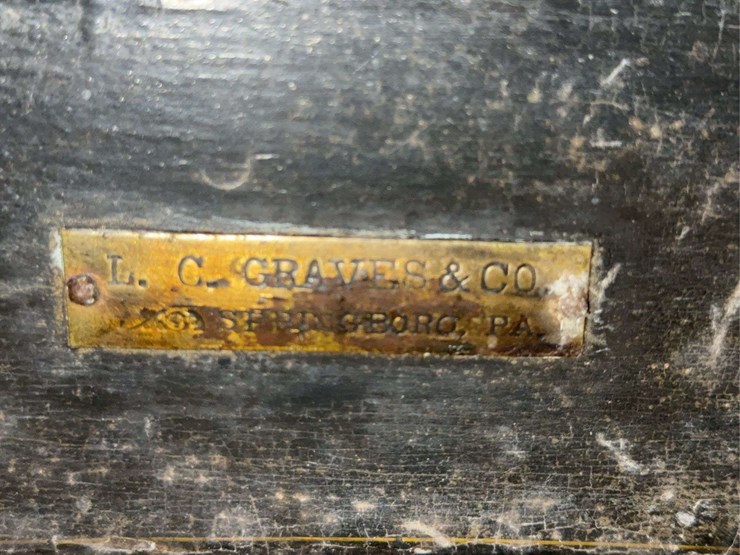 L. C. GRAVES & CO.
SPRINGBORO, PA.